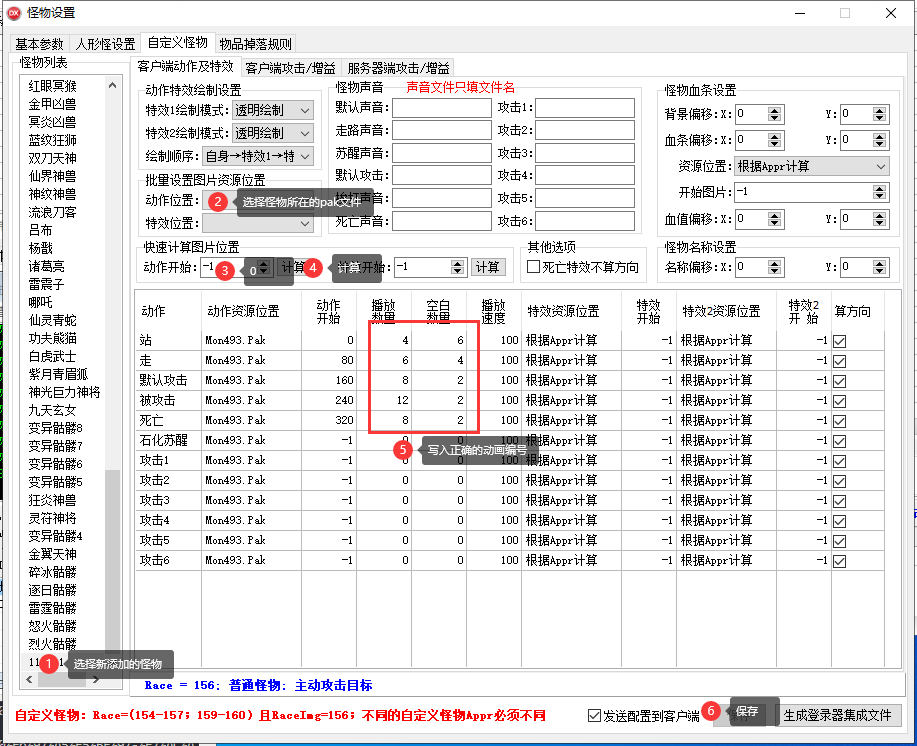 怪物设置
基本参数 人形怪设置 自定义怪物 物品掉落规则
怪物列表
红眼冥猴
金甲凶兽
冥炎凶兽
蓝纹狂狮
双刀天神
仙界神兽
神纹神兽
流浪刀客
吕布
杨戬
诸葛亮
雷震子
哪吒
仙灵青蛇
功夫熊猫
白虎武士
紫月青眉狐
神光巨力神将
九天玄女
变异骷髅8
变异骷髅7
变异骷髅6
变异骷髅5
狂炎神兽
灵符神将
变异骷髅4
金翼天神
碎冰骷髅
逐日骷髅
雷霆骷髅
怒火骷髅
烈火骷髅
1 选择新添加的怪物
客户端动作及特效 客户端攻击/增益 服务器端攻击/增益
动作特效绘制设置
特效1绘制模式: 透明绘制
特效2绘制模式: 透明绘制
绘制顺序: 自身→特效1→特
批量设置图片资源位置
动作位置: 2 选择怪物所在的pak文件
特效位置:
怪物声音 声音文件只填文件名
默认声音: 攻击1:
走路声音: 攻击2:
苏醒声音: 攻击3:
默认攻击: 攻击4:
攻击5:
死亡声音: 攻击6:
怪物血条设置
背景偏移:X: 0 Y: 0
血条偏移:X: 0 Y: 0
资源位置: 根据Appr计算
开始图片: -1
血值偏移:X: 0 Y: 0
快速计算图片位置
动作开始: -1 3 0 计算 4 计算 开始: -1 计算
其他选项
死亡特效不算方向
怪物名称设置
名称偏移:X: 0 Y: 0
动作 动作资源位置 动作开始 播放数量 空白数量 播放速度 特效资源位置 特效开始 特效2资源位置 特效2开 始 算方向
站 Mon493.Pak 0 4 6 100 根据Appr计算 -1 根据Appr计算 -1
走 Mon493.Pak 80 6 4 100 根据Appr计算 -1 根据Appr计算 -1
默认攻击 Mon493.Pak 160 8 2 100 根据Appr计算 -1 根据Appr计算 -1
被攻击 Mon493.Pak 240 12 2 100 根据Appr计算 -1 根据Appr计算 -1
死亡 Mon493.Pak 320 8 2 100 根据Appr计算 -1 根据Appr计算 -1
石化苏醒 Mon493.Pak -1 0 0 100 根据Appr计算 -1 根据Appr计算 -1
5 写入正确的动画编号
攻击1 Mon493.Pak -1 0 0 100 根据Appr计算 -1 根据Appr计算 -1
攻击2 Mon493.Pak -1 0 0 100 根据Appr计算 -1 根据Appr计算 -1
攻击3 Mon493.Pak -1 0 0 100 根据Appr计算 -1 根据Appr计算 -1
攻击4 Mon493.Pak -1 0 0 100 根据Appr计算 -1 根据Appr计算 -1
攻击5 Mon493.Pak -1 0 0 100 根据Appr计算 -1 根据Appr计算 -1
攻击6 Mon493.Pak -1 0 0 100 根据Appr计算 -1 根据Appr计算 -1
Race = 156: 普通怪物: 主动攻击目标
自定义怪物: Race=(154-157; 159-160) 且RaceImg=156; 不同的自定义怪物Appr必须不同
发送配置到客户端 6 保存 生成登录器集成文件